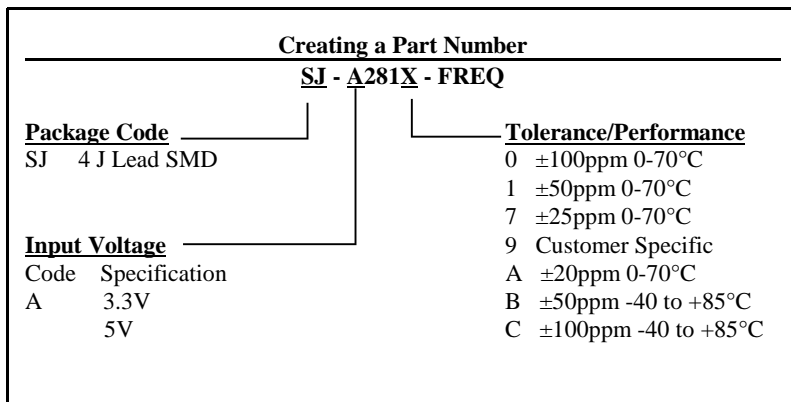 Creating a Part Number
SJ - A281X - FREQ
Package Code
SJ 4 J Lead SMD
Input Voltage
Code Specification
A 3.3V
5V
Tolerance/Performance
0 ±100ppm 0-70°C
1 ±50ppm 0-70°C
7 ±25ppm 0-70°C
9 Customer Specific
A ±20ppm 0-70°C
B ±50ppm -40 to +85°C
C ±100ppm -40 to +85°C